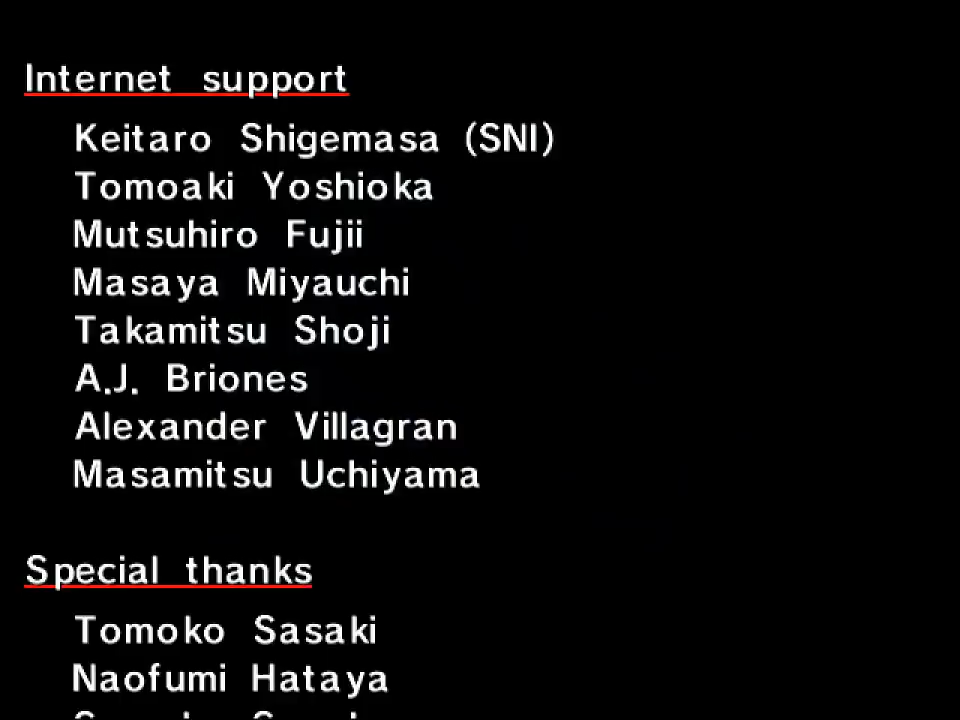 Internet support
Keitaro Shigemasa (SNI)
Tomoaki Yoshioka
Mutsuhiro Fujii
Masaya Miyauchi
Takamitsu Shoji
A.J. Briones
Alexander Villagran
Masamitsu Uchiyama
Special thanks
Tomoko Sasaki
Naofumi Hataya